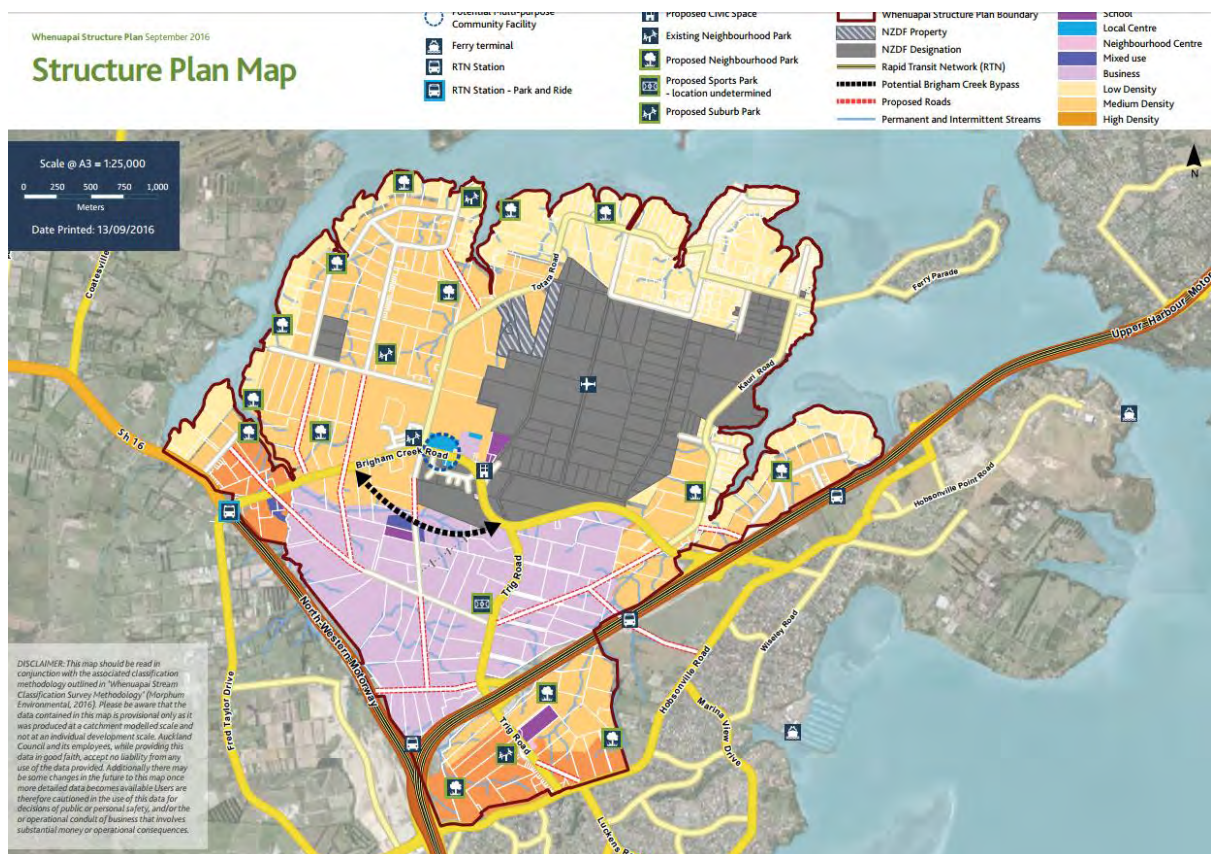 Whenuapai Structure Plan September 2016
Structure Plan Map
Potential Multi-purpose
Community Facility
Ferry terminal
RTN Station
RTN Station - Park and Ride
Proposed Civic Space
Existing Neighbourhood Park
Proposed Neighbourhood Park
Proposed Sports Park
- location undetermined
Proposed Suburb Park
Whenuapai Structure Plan Boundary
NZDF Property
NZDF Designation
Rapid Transit Network (RTN)
Potential Brigham Creek Bypass
Proposed Roads
Permanent and Intermittent Streams
School
Local Centre
Neighbourhood Centre
Mixed use
Business
Low Density
Medium Density
High Density
Scale @ A3 = 1:25,000
0 250 500 750 1,000
Meters
Date Printed: 13/09/2016
N
Coatesville
Totara Road
Ferry Parade
Upper Harbour Motor
Kauri Road
Sh 16
Brigham Creek Road
Hobsonville Point Road
Trig Road
North-Western Motorway
Wiseley Road
Hobsonville Road
Marina View Drive
Fred Taylor Drive
Trig Road
Luckens R
DISCLAIMER: This map should be read in
conjunction with the associated classification
methodology outlined in "Whenuapai Stream
Classification Survey Methodology" (Morphum
Environmental, 2016). Please be aware that the
data contained in this map is provisional only as it
was produced at a catchment modelled scale and
not at an individual development scale. Auckland
Council and its employees, while providing this
data in good faith, accept no liability from any
use of the data provided. Additionally there may
be some changes in the future to this map once
more detailed data becomes available Users are
therefore cautioned in the use of this data for
decisions of public or personal safety, and/or the
or operational conduct of business that involves
substantial money or operational consequences.